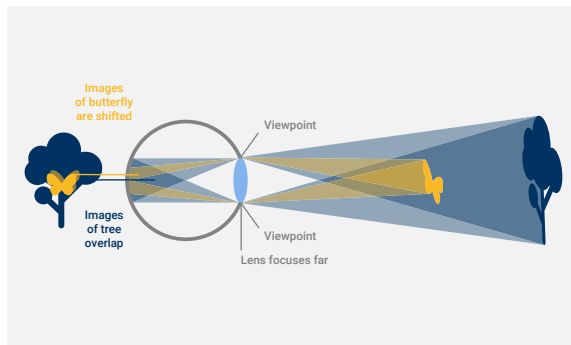 Images
of butterfly
are shifted
Viewpoint
Images
of tree
overlap
Viewpoint
Lens focuses far